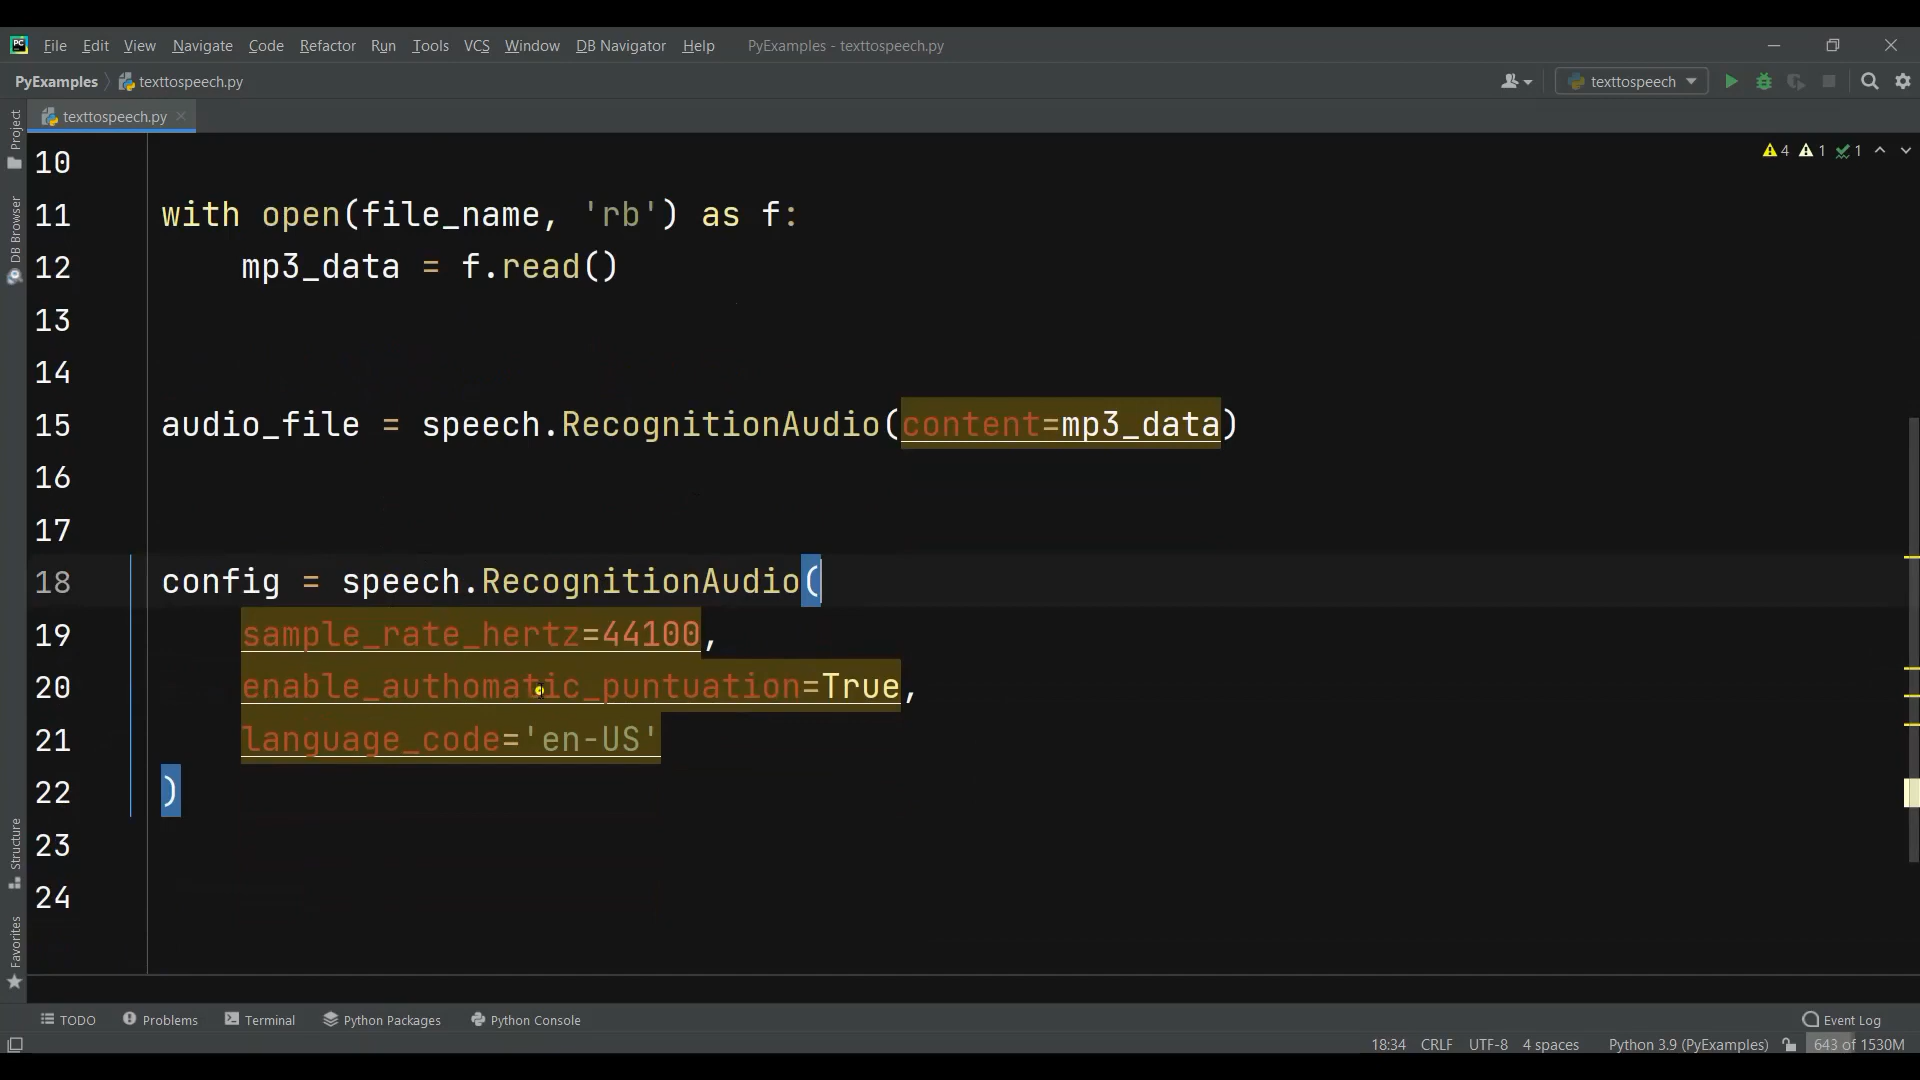 File Edit View Navigate Code Refactor Run Tools VCS Window DB Navigator Help PyExamples - texttospeech.py
PyExamples texttospeech.py texttospeech
texttospeech.py
Project
DB Browser
Structure
Favorites
4 1 1
10
11 with open(file_name, 'rb') as f:
12 mp3_data = f.read()
13
14
15 audio_file = speech.RecognitionAudio(content=mp3_data)
16
17
18 config = speech.RecognitionAudio(
19 sample_rate_hertz=44100,
20 enable_authomatic_puntuation=True,
21 language_code='en-US'
22 )
23
24
TODO Problems Terminal Python Packages Python Console Event Log
18:34 CRLF UTF-8 4 spaces Python 3.9 (PyExamples) 643 of 1530M